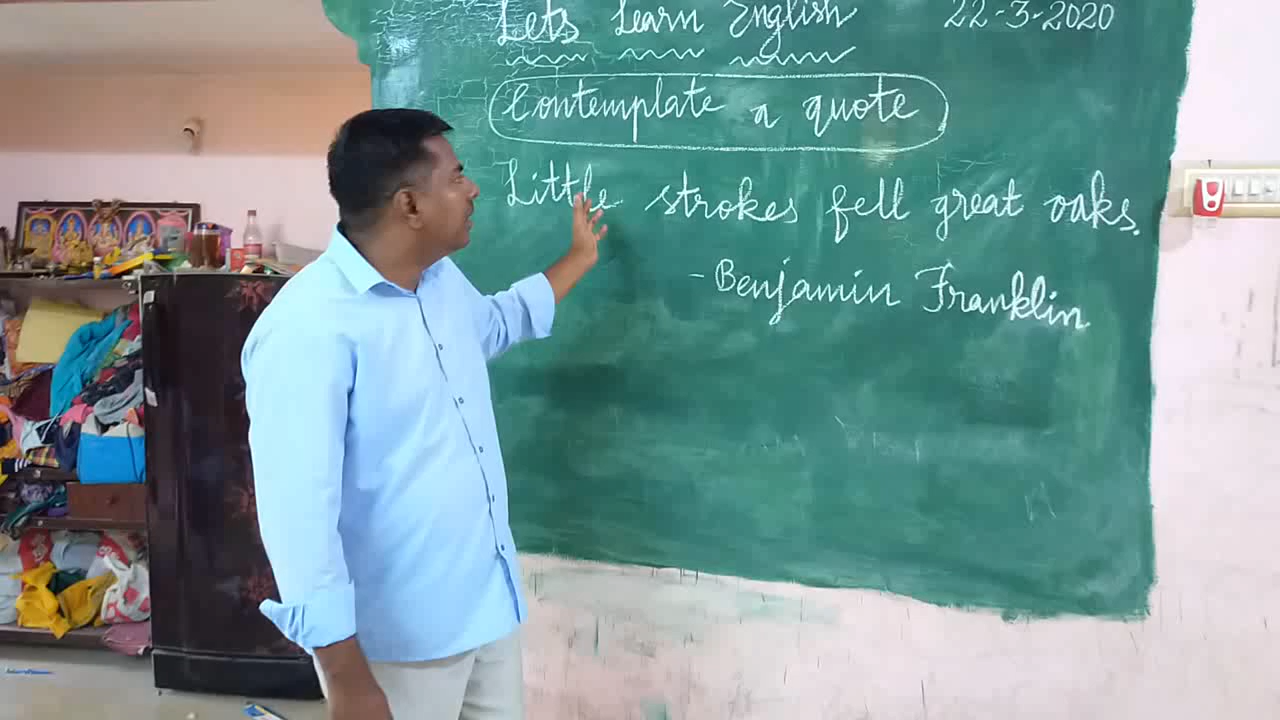 Lets Learn English 22-3-2020
Contemplate a quote
Little strokes fell great oaks.
- Benjamin Franklin